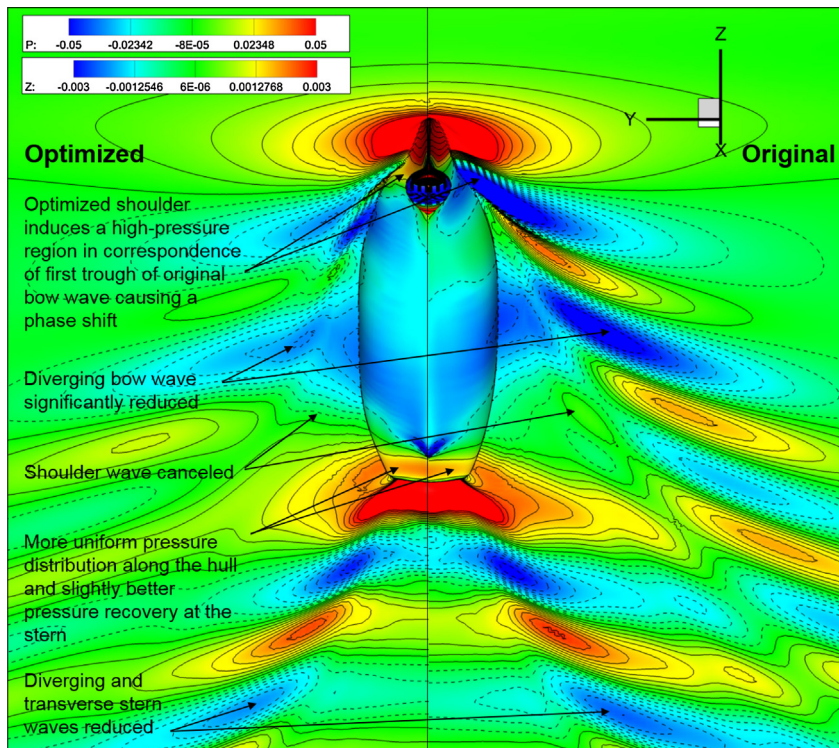 P: -0.05 -0.02342 -8E-05 0.02348 0.05
Z: -0.003 -0.0012546 6E-06 0.0012768 0.003
Z
Y
X
Optimized
Original
Optimized shoulder
induces a high-pressure
region in correspondence
of first trough of original
bow wave causing a
phase shift
Diverging bow wave
significantly reduced
Shoulder wave canceled
More uniform pressure
distribution along the hull
and slightly better
pressure recovery at the
stern
Diverging and
transverse stern
waves reduced